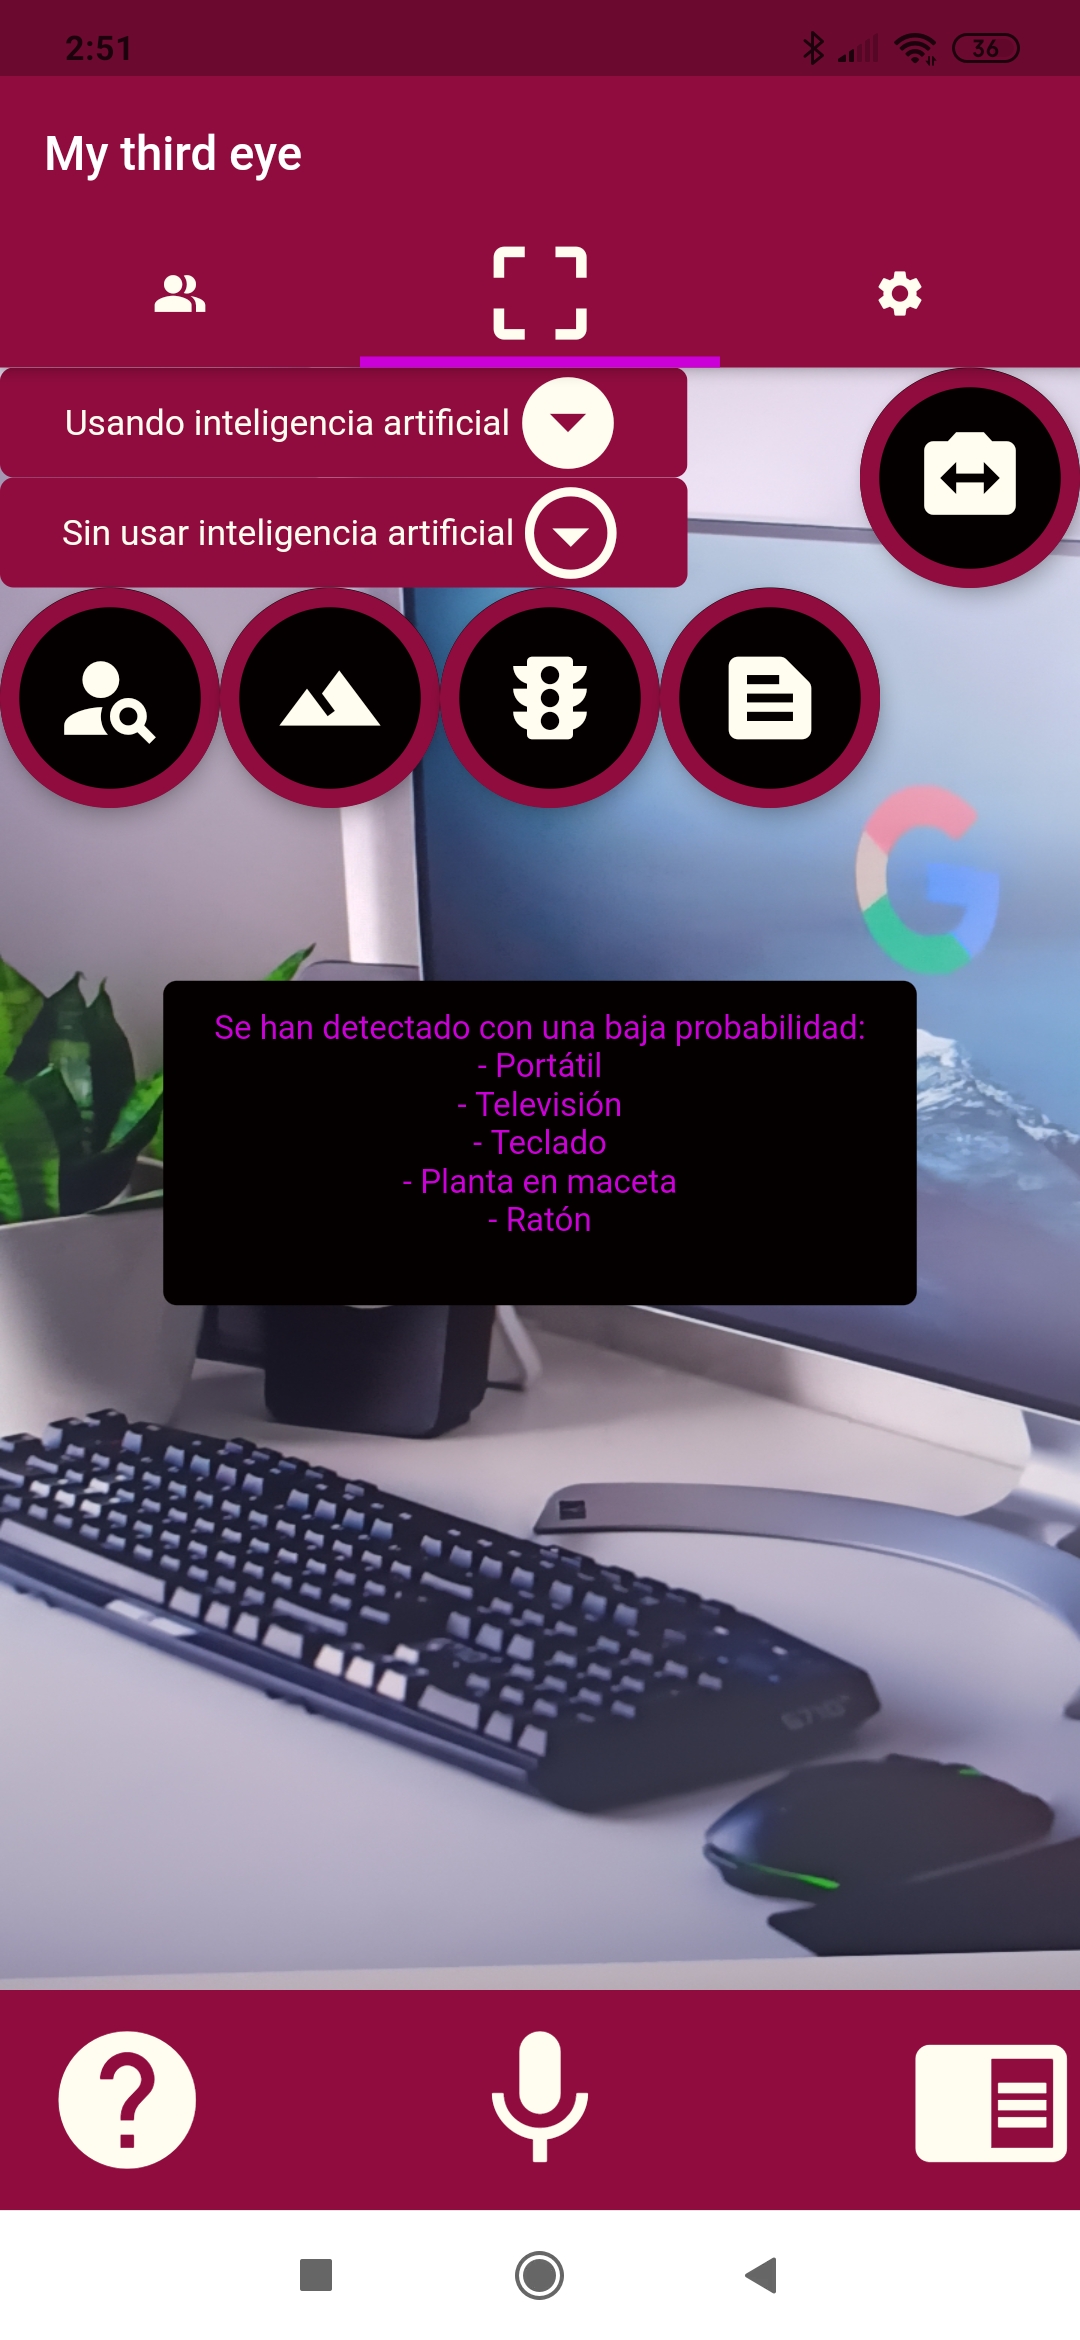 2:51
36
My third eye
Usando inteligencia artificial
Sin usar inteligencia artificial
G
Se han detectado con una baja probabilidad:
- Portátil
- Televisión
- Teclado
- Planta en maceta
- Ratón
G710+